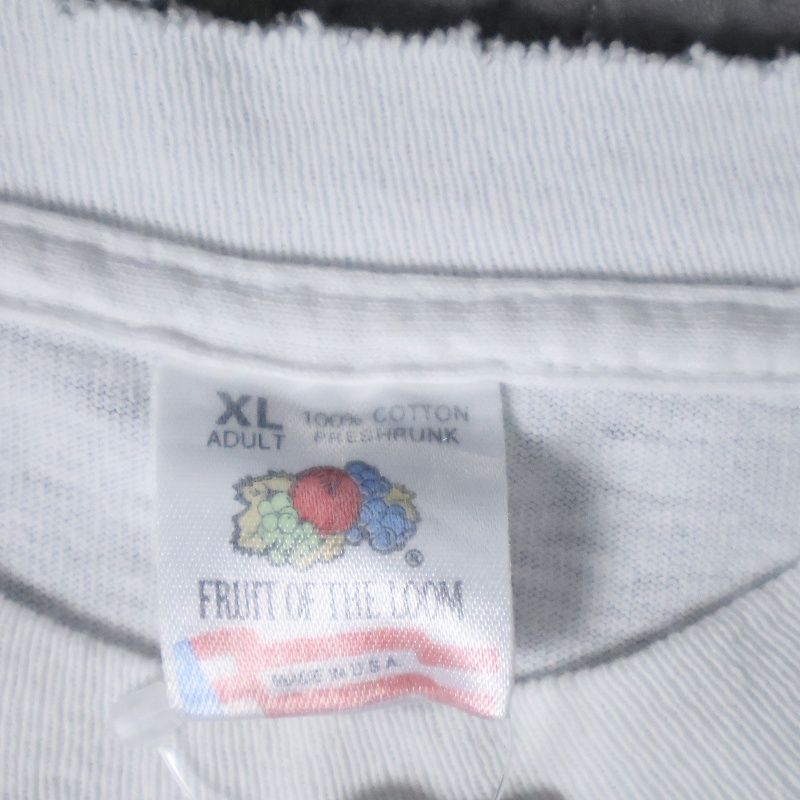 XL 100% COTTON
ADULT PRESHRUNK
®
FRUIT OF THE LOOM
MADE IN U.S.A.